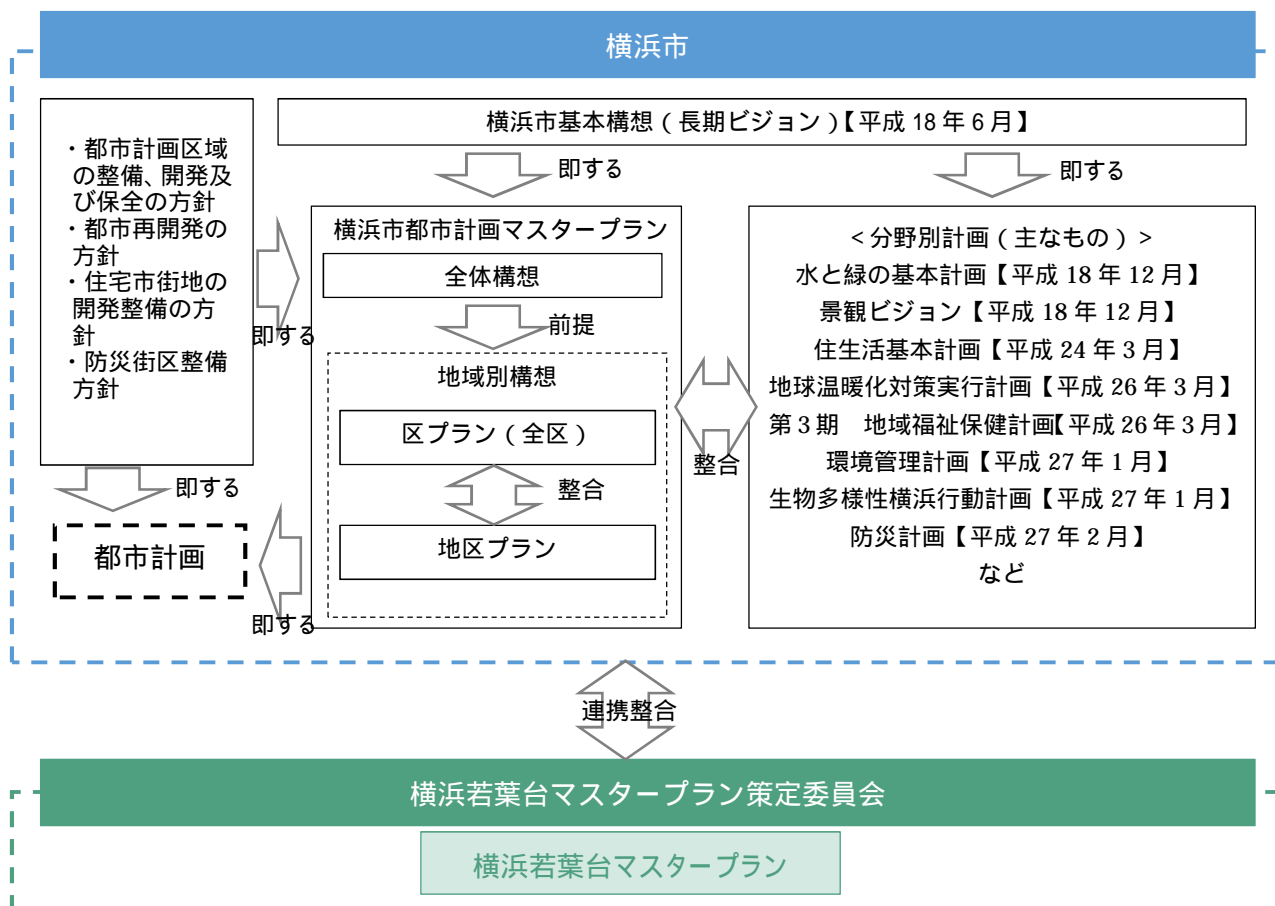 横浜市
横浜市基本構想(長期ビジョン)【平成 18 年 6 月】
・都市計画区域
の整備、開発及
び保全の方針
・都市再開発の
方針
・住宅市街地の
開発整備の方
針
・防災街区整備
方針
即する
即する
即する
横浜市都市計画マスタープラン
全体構想
前提
地域別構想
区プラン(全区)
整合
地区プラン
整合
<分野別計画(主なもの)>
水と緑の基本計画【平成 18 年 12 月】
景観ビジョン【平成 18 年 12 月】
住生活基本計画【平成 24 年 3 月】
地球温暖化対策実行計画【平成 26 年 3 月】
第3期 地域福祉保健計画【平成 26 年 3 月】
環境管理計画【平成 27 年 1 月】
生物多様性横浜行動計画【平成 27 年 1 月】
防災計画【平成 27 年 2 月】
など
即する
都市計画
即する
連携整合
横浜若葉台マスタープラン策定委員会
横浜若葉台マスタープラン